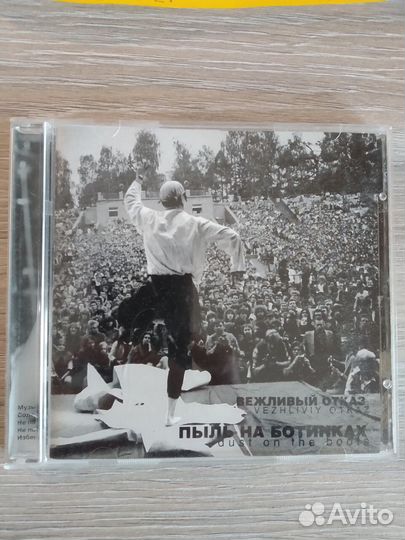 ВЕЖЛИВЫЙ ОТКАЗ
VEZHLIVIY OTKAZ
ПЫЛЬ НА БОТИНКАХ
dust on the boots
Avito